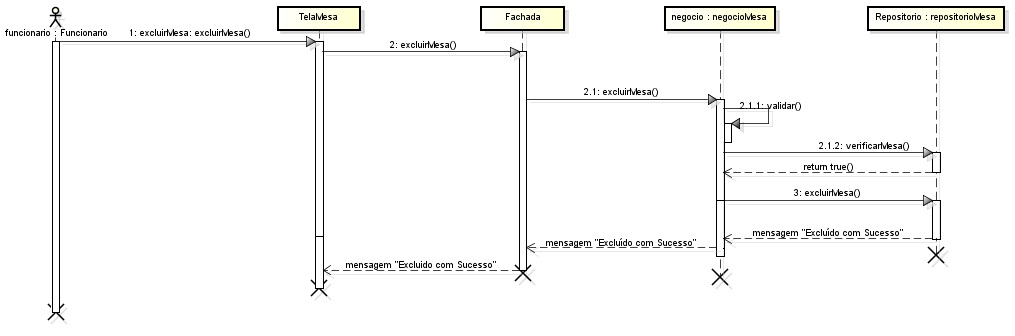 TelaMesa
Fachada
negocio : negocioMesa
Repositorio : repositorioMesa
funcionario : Funcionario
1: excluirMesa: excluirMesa()
2: excluirMesa()
2.1: excluirMesa()
2.1.1: validar()
2.1.2: verificarMesa()
return true()
3: excluirMesa()
mensagem "Excluído com Sucesso"
mensagem "Excluído com Sucesso"
mensagem "Excluído com Sucesso"